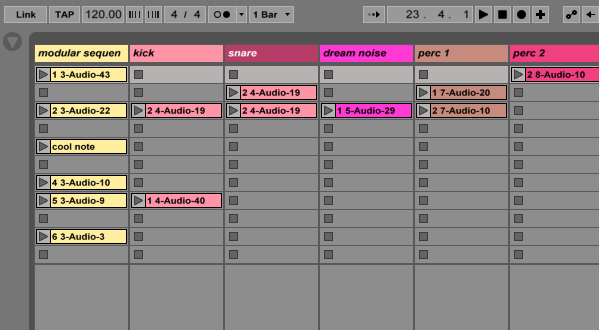 Link TAP 120.00 4 / 4 1 Bar 23 . 4 . 1
modular sequen kick snare dream noise perc 1 perc 2
1 3-Audio-43 2 8-Audio-10
2 4-Audio-19 1 7-Audio-20
2 3-Audio-22 2 4-Audio-19 2 4-Audio-19 1 5-Audio-29 2 7-Audio-10
cool note
4 3-Audio-10
5 3-Audio-9 1 4-Audio-40
6 3-Audio-3